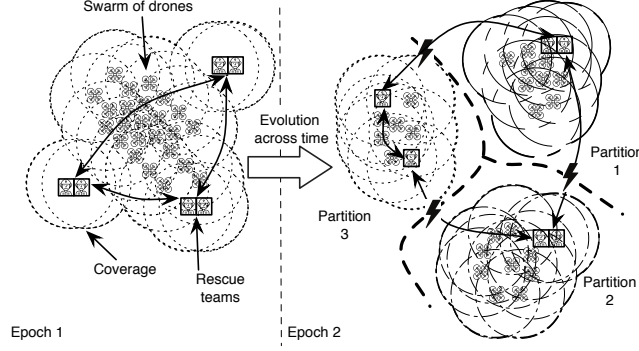 Swarm of drones
Evolution
across time
Partition
1
Partition
3
Coverage
Rescue
teams
Partition
2
Epoch 1
Epoch 2